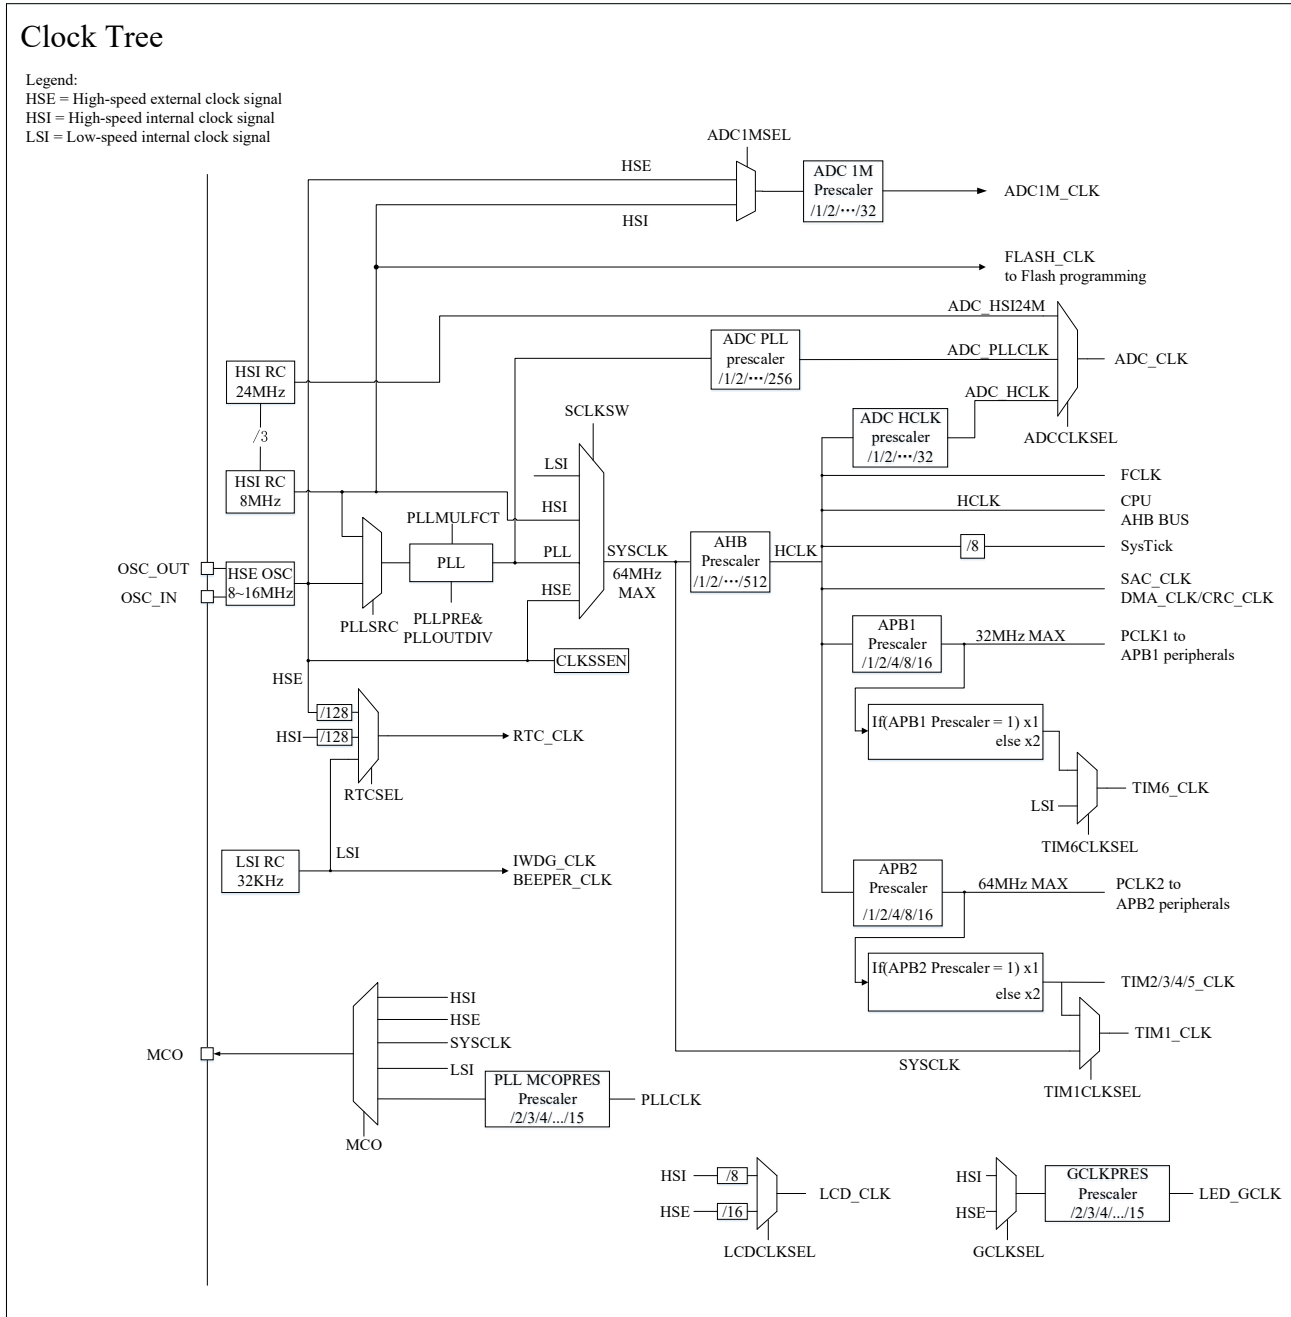 Clock Tree
Legend:
HSE = High-speed external clock signal
HSI = High-speed internal clock signal
LSI = Low-speed internal clock signal
ADC1MSEL
HSE
HSI
ADC 1M
Prescaler
/1/2/···/32
ADC1M_CLK
FLASH_CLK
to Flash programming
HSI RC
24MHz
/3
HSI RC
8MHz
ADC_HSI24M
ADC PLL
prescaler
/1/2/···/256
ADC_PLLCLK
ADC_HCLK
ADC_CLK
ADCCLKSEL
ADC HCLK
prescaler
/1/2/···/32
SCLKSW
LSI
HSI
PLL
HSE
PLLMULFCT
PLL
PLLPRE&
PLLOUTDIV
PLLSRC
OSC_OUT
OSC_IN
HSE OSC
8~16MHz
SYSCLK
64MHz
MAX
AHB
Prescaler
/1/2/…/512
HCLK
FCLK
HCLK
CPU
AHB BUS
/8
SysTick
SAC_CLK
DMA_CLK/CRC_CLK
APB1
Prescaler
/1/2/4/8/16
32MHz MAX
PCLK1 to
APB1 peripherals
CLKSSEN
HSE
/128
HSI
/128
RTC_CLK
RTCSEL
If(APB1 Prescaler = 1) x1
else x2
LSI
TIM6_CLK
TIM6CLKSEL
LSI RC
32KHz
LSI
IWDG_CLK
BEEPER_CLK
APB2
Prescaler
/1/2/4/8/16
64MHz MAX
PCLK2 to
APB2 peripherals
If(APB2 Prescaler = 1) x1
else x2
TIM2/3/4/5_CLK
TIM1_CLK
SYSCLK
TIM1CLKSEL
MCO
HSI
HSE
SYSCLK
LSI
PLL MCOPRES
Prescaler
/2/3/4/.../15
PLLCLK
MCO
HSI
/8
HSE
/16
LCD_CLK
LCDCLKSEL
HSI
HSE
GCLKSEL
GCLKPRES
Prescaler
/2/3/4/.../15
LED_GCLK